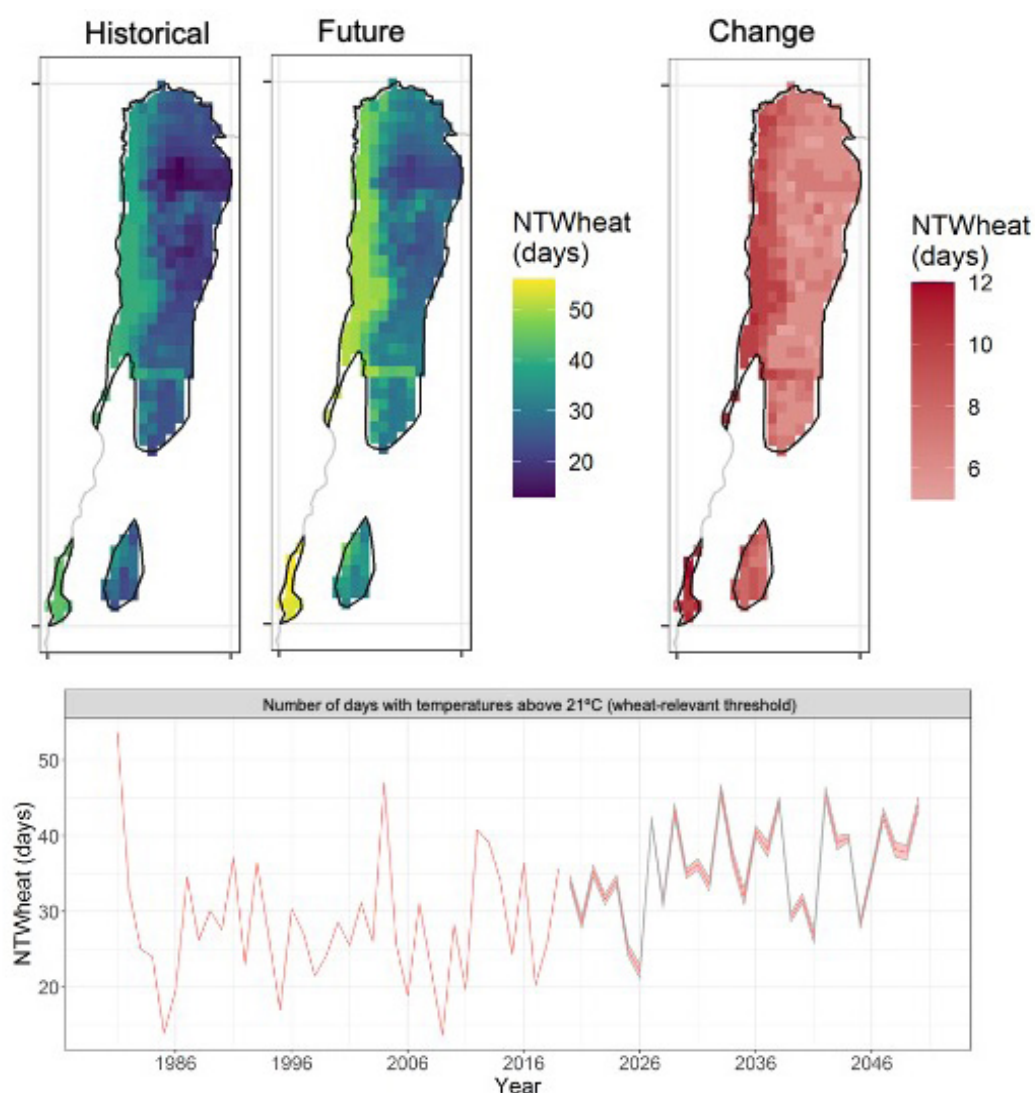 Historical
Future
Change
NTWheat
(days)
50
40
30
20
NTWheat
(days)
12
10
8
6
Number of days with temperatures above 21ºC (wheat-relevant threshold)
NTWheat (days)
50
40
30
20
1986
1996
2006
2016
2026
2036
2046
Year